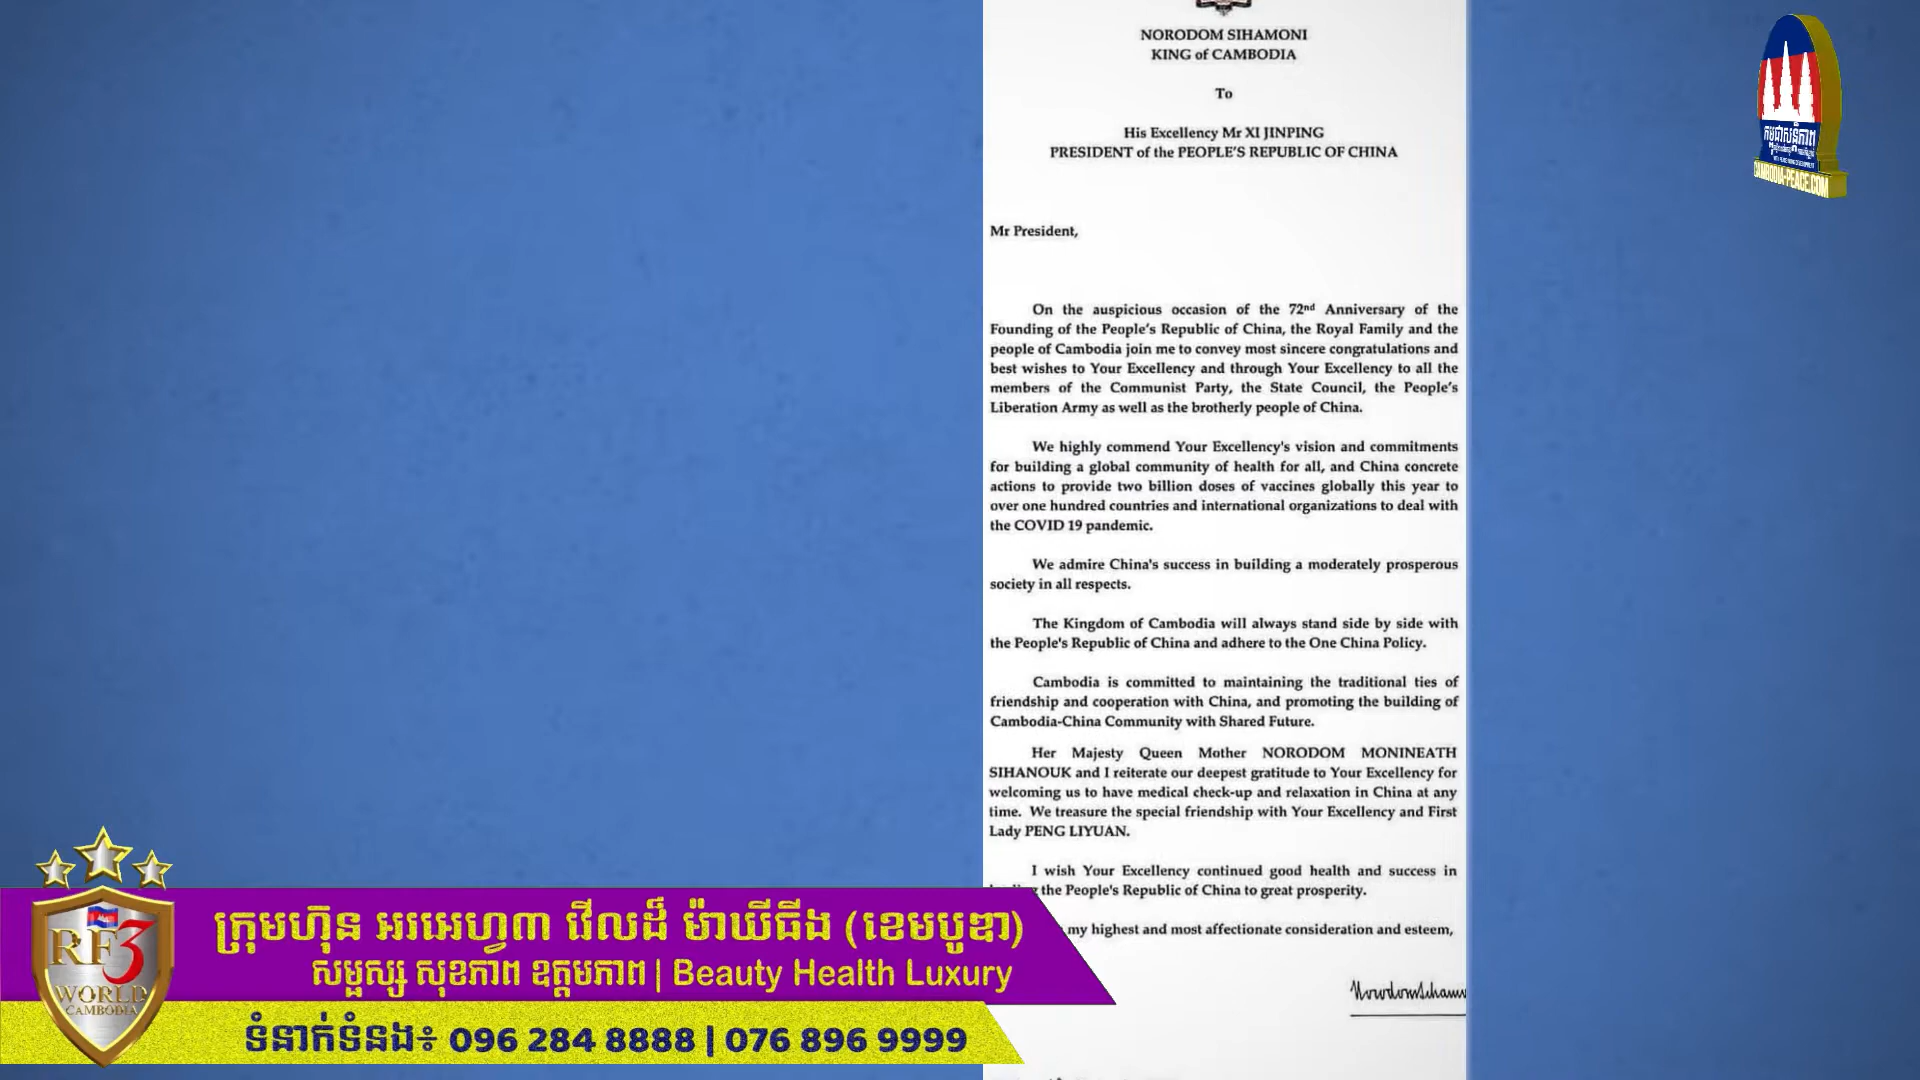 NORODOM SIHAMONI
KING of CAMBODIA
To
His Excellency Mr XI JINPING
PRESIDENT of the PEOPLE'S REPUBLIC OF CHINA
Mr President,
On the auspicious occasion of the 72nd Anniversary of the
Founding of the People's Republic of China, the Royal Family and the
people of Cambodia join me to convey most sincere congratulations and
best wishes to Your Excellency and through Your Excellency to all the
members of the Communist Party, the State Council, the People's
Liberation Army as well as the brotherly people of China.
We highly commend Your Excellency's vision and commitments
for building a global community of health for all, and China concrete
actions to provide two billion doses of vaccines globally this year to
over one hundred countries and international organizations to deal with
the COVID 19 pandemic.
We admire China's success in building a moderately prosperous
society in all respects.
The Kingdom of Cambodia will always stand side by side with
the People's Republic of China and adhere to the One China Policy.
Cambodia is committed to maintaining the traditional ties of
friendship and cooperation with China, and promoting the building of
Cambodia-China Community with Shared Future.
Her Majesty Queen Mother NORODOM MONINEATH
SIHANOUK and I reiterate our deepest gratitude to Your Excellency for
welcoming us to have medical check-up and relaxation in China at any
time. We treasure the special friendship with Your Excellency and First
Lady PENG LIYUAN.
I wish Your Excellency continued good health and success in
the People's Republic of China to great prosperity.
my highest and most affectionate consideration and esteem,
កម្ពុជាសន្តិភាព
CAMBODIA-PEACE.COM
RF3
WORLD
CAMBODIA
ក្រុមហ៊ុន អរអេហ្វ៣ វើលដ៏ ម៉ាឃីធីង (ខេមបូឌា)
សម្ផស្ស សុខភាព ឧត្តមភាព | Beauty Health Luxury
ទំនាក់ទំនង៖ 096 284 8888 | 076 896 9999